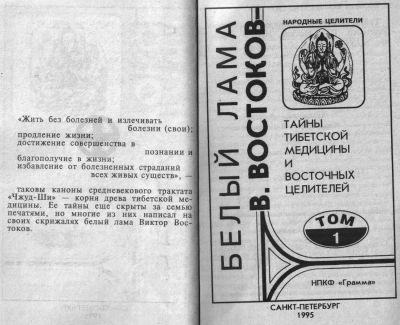 «Жить без болезней и излечивать
болезни (свои);
продление жизни;
достижение совершенства в
познании и
благополучие в жизни;
избавление от болезненных страданий
всех живых существ», —
таковы каноны средневекового трактата
«Чжуд-Ши» — корня древа тибетской ме-
дицины. Ее тайны еще скрыты за семью
печатями, но многие из них написал на
своих скрижалях белый лама Виктор Вос-
токов.
НАРОДНЫЕ ЦЕЛИТЕЛИ
БЕЛЫЙ ЛАМА
В. ВОСТОКОВ
ТАЙНЫ
ТИБЕТСКОЙ
МЕДИЦИНЫ
И
ВОСТОЧНЫХ
ЦЕЛИТЕЛЕЙ
ТОМ
1
НПКФ «Грамма»
САНКТ-ПЕТЕРБУРГ
1995